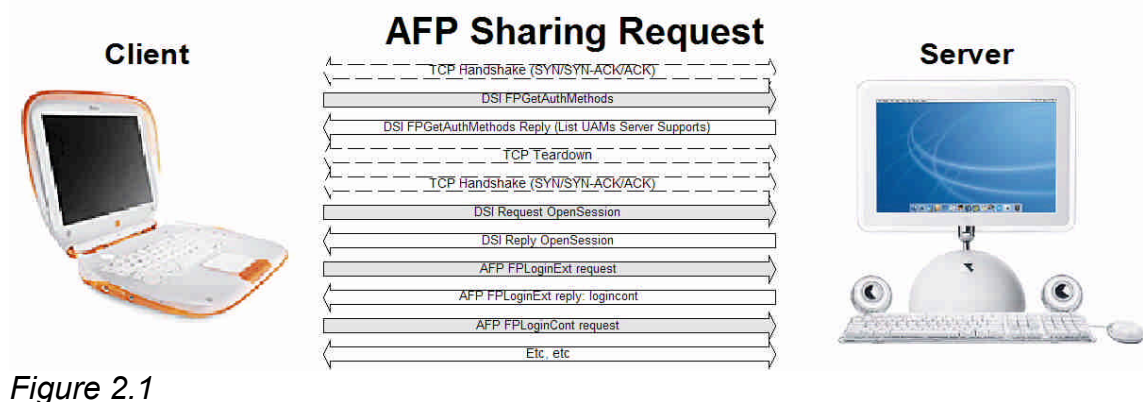 AFP Sharing Request
Client
Server
TCP Handshake (SYN/SYN-ACK/ACK)
DSI FPGetAuthMethods
DSI FPGetAuthMethods Reply (List UAMs Server Supports)
TCP Teardown
TCP Handshake (SYN/SYN-ACK/ACK)
DSI Request OpenSession
DSI Reply OpenSession
AFP FPLoginExt request
AFP FPLoginExt reply: logincont
AFP FPLoginCont request
Etc, etc
Figure 2.1